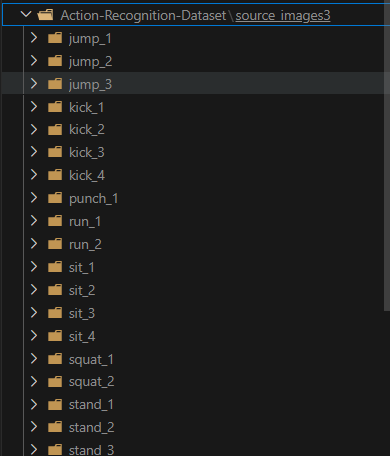 Action-Recognition-Dataset\source_images3
jump_1
jump_2
jump_3
kick_1
kick_2
kick_3
kick_4
punch_1
run_1
run_2
sit_1
sit_2
sit_3
sit_4
squat_1
squat_2
stand_1
stand_2
stand_3